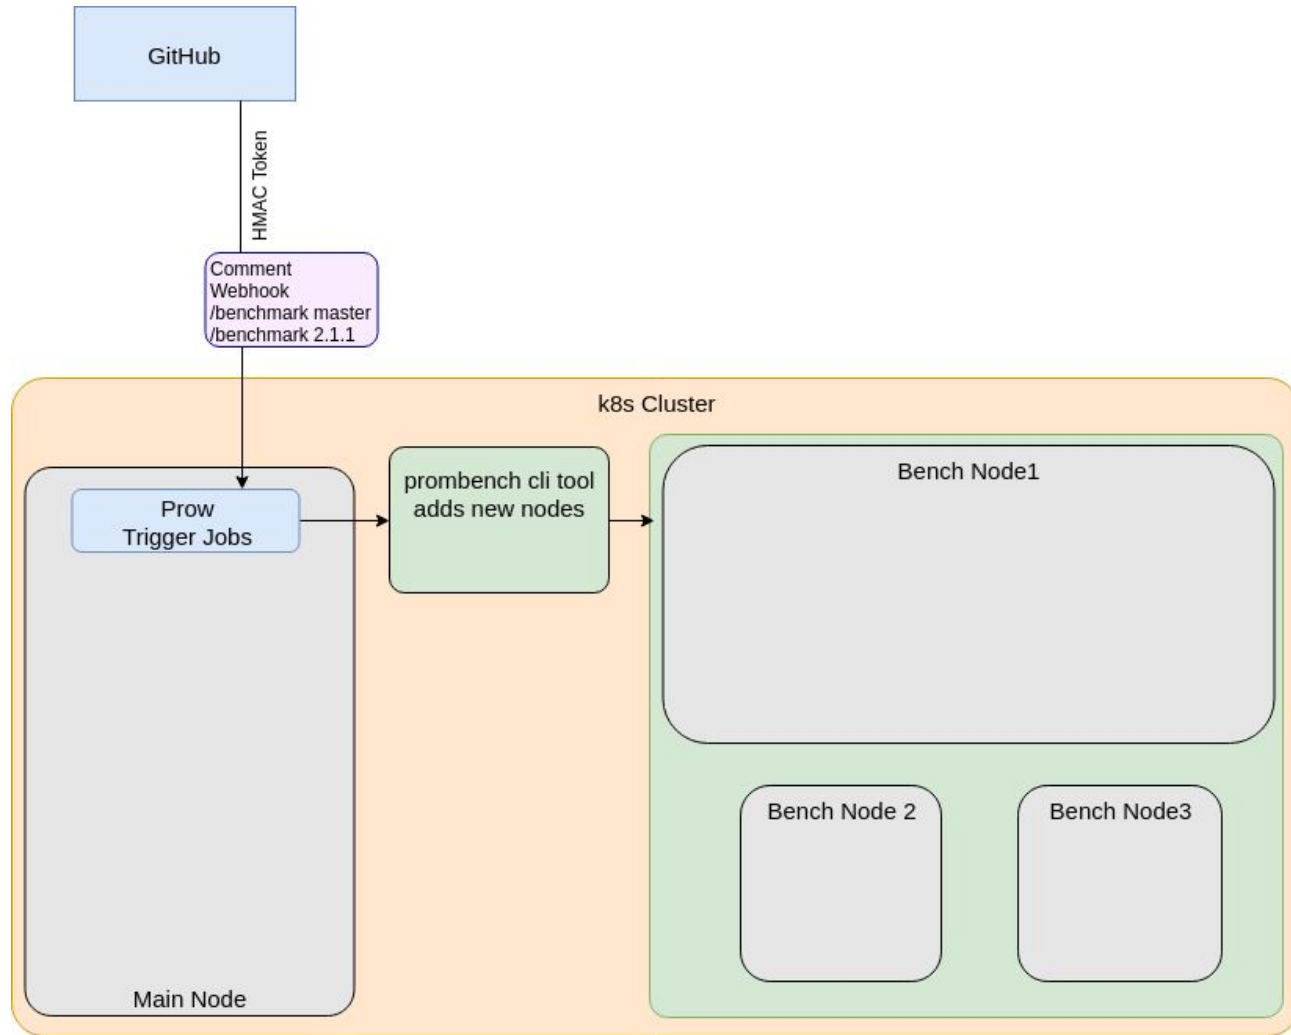 GitHub
HMAC Token
Comment
Webhook
/benchmark master
/benchmark 2.1.1
k8s Cluster
Prow
Trigger Jobs
prombench cli tool
adds new nodes
Bench Node1
Bench Node 2
Bench Node3
Main Node